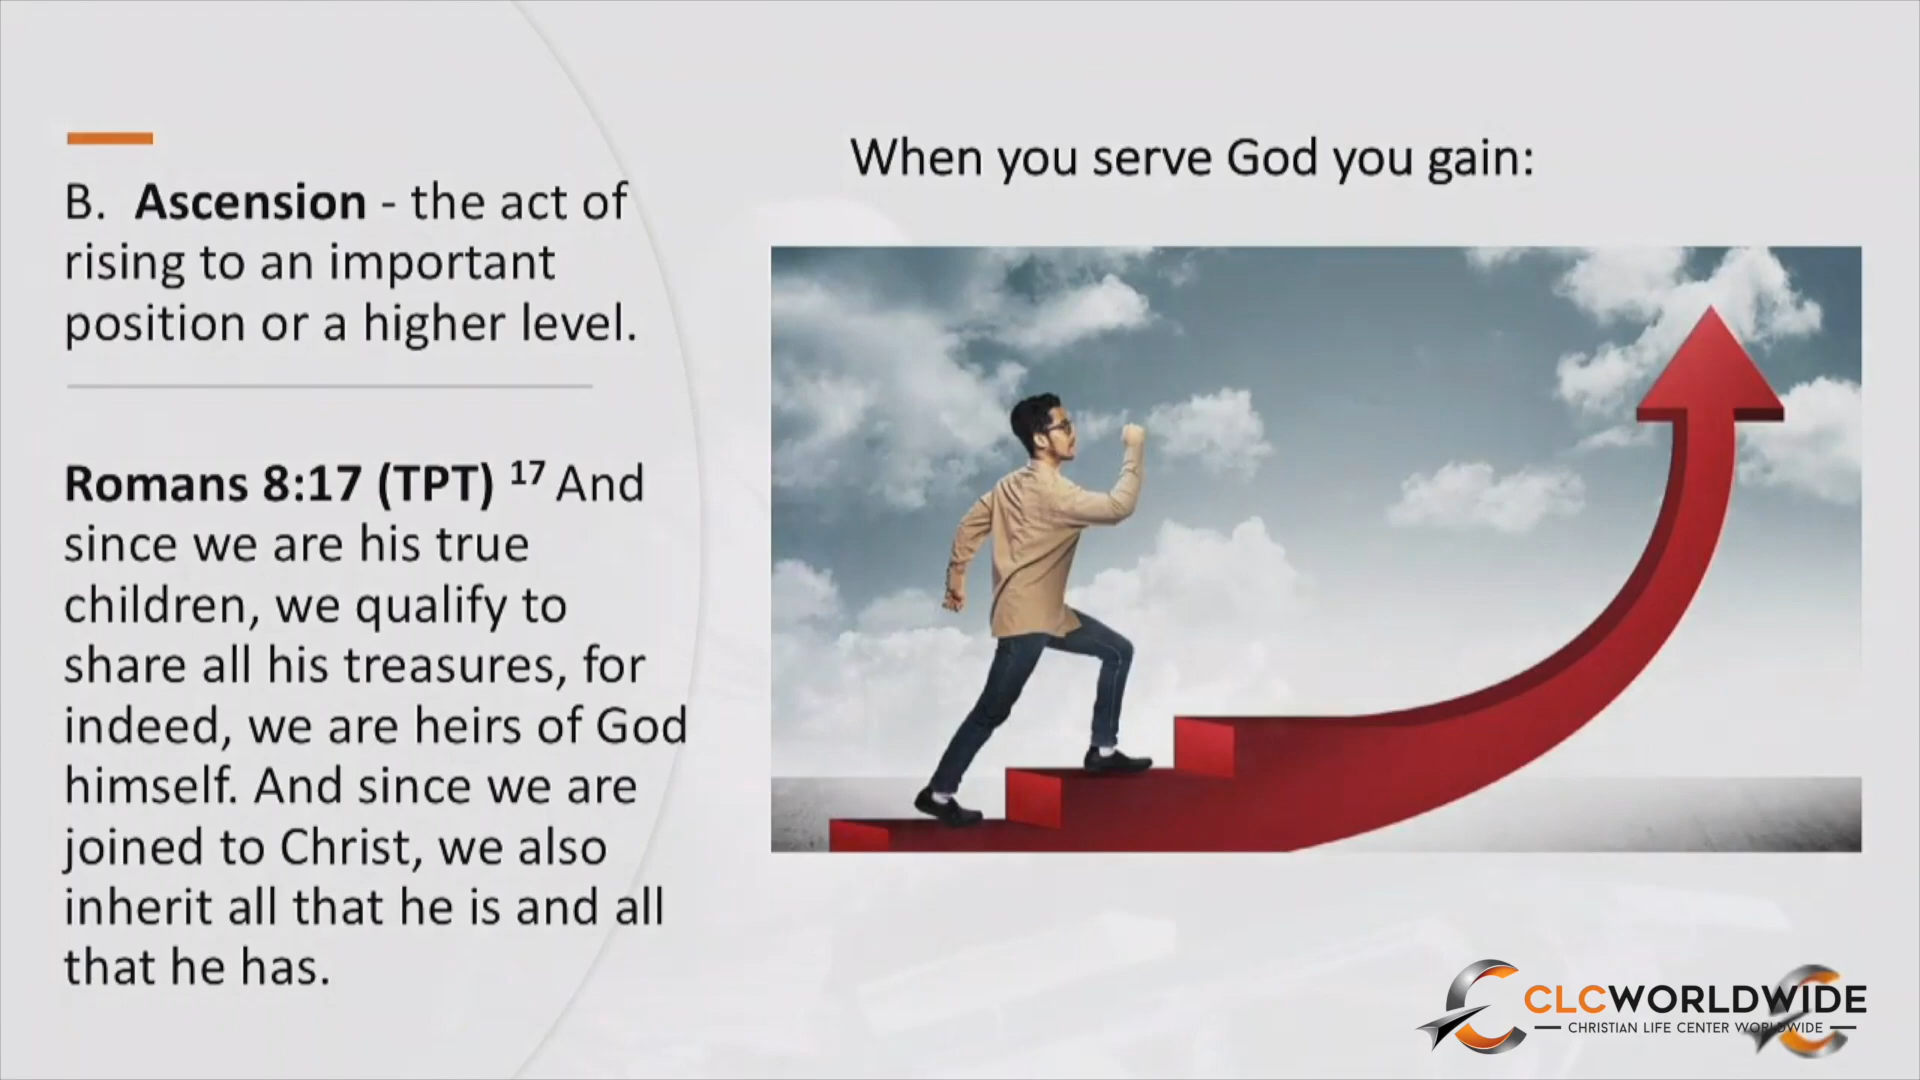 When you serve God you gain:
B. Ascension - the act of
rising to an important
position or a higher level.
Romans 8:17 (TPT) 17 And
since we are his true
children, we qualify to
share all his treasures, for
indeed, we are heirs of God
himself. And since we are
joined to Christ, we also
inherit all that he is and all
that he has.
CLCWORLDWIDE
CHRISTIAN LIFE CENTER WORLDWIDE